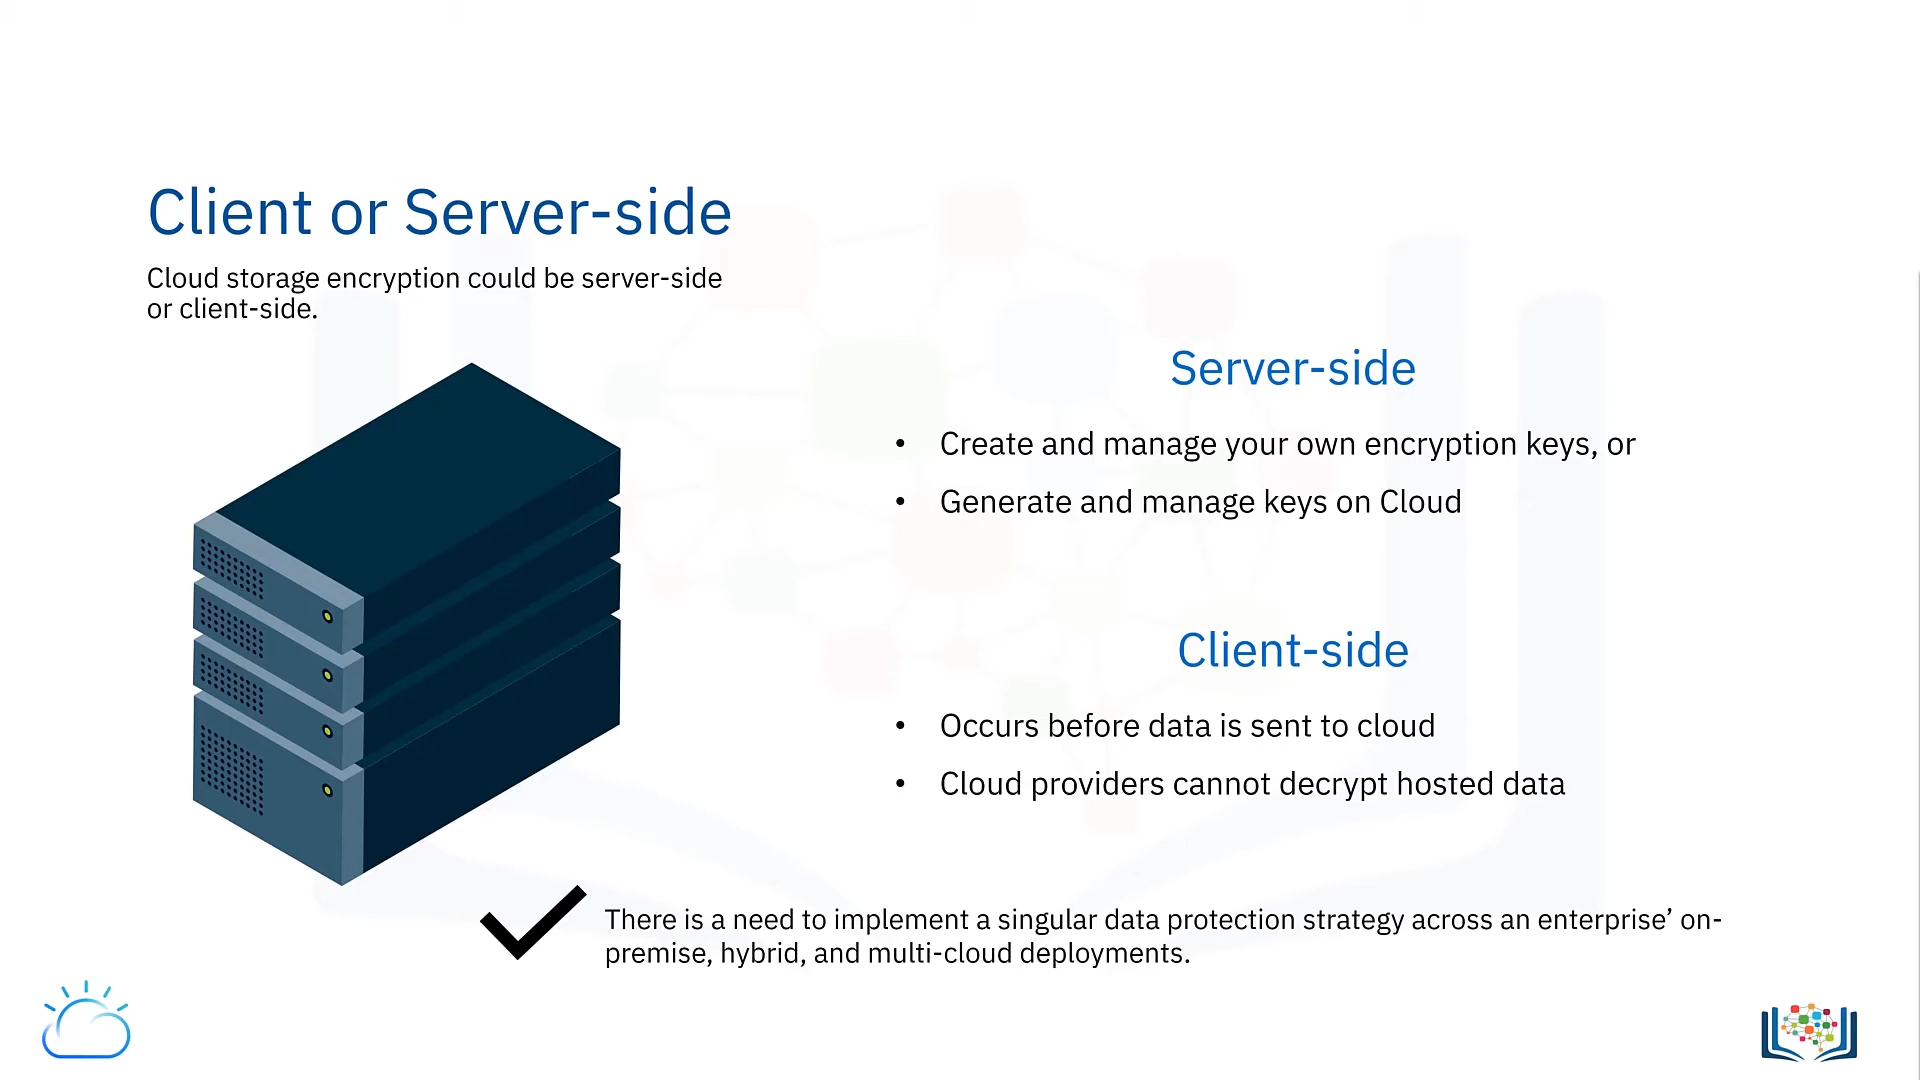 Client or Server-side
Cloud storage encryption could be server-side
or client-side.
Server-side
• Create and manage your own encryption keys, or
• Generate and manage keys on Cloud
Client-side
• Occurs before data is sent to cloud
• Cloud providers cannot decrypt hosted data
There is a need to implement a singular data protection strategy across an enterprise’ on-
premise, hybrid, and multi-cloud deployments.